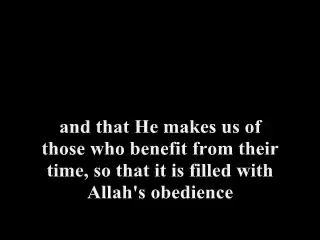 and that He makes us of
those who benefit from their
time, so that it is filled with
Allah's obedience